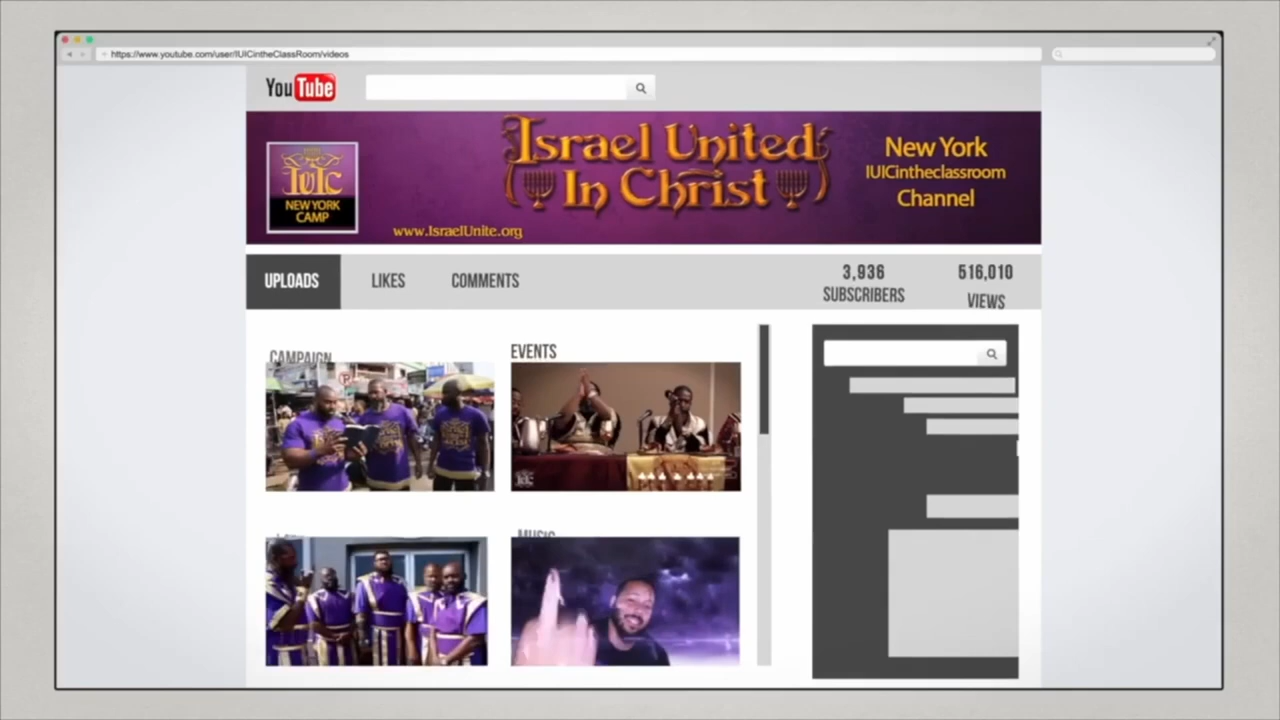 https://www.youtube.com/user/IUICintheClassRoom/videos
YouTube
Israel United
In Christ
IUIC
NEW YORK
CAMP
www.IsraelUnite.org
New York
IUICintheclassroom
Channel
UPLOADS
LIKES
COMMENTS
3,936
SUBSCRIBERS
516,010
VIEWS
CAMPAIGN
EVENTS
MUSIC